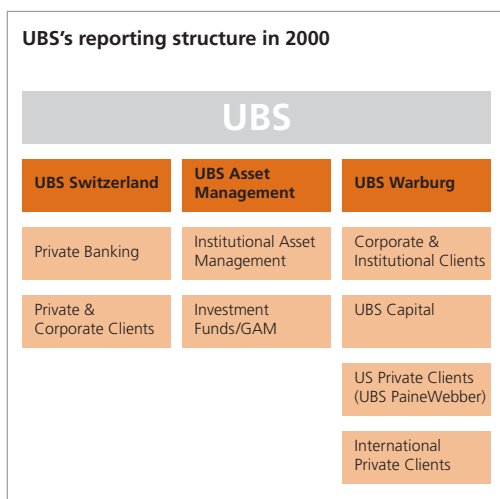 UBS's reporting structure in 2000
UBS
UBS Switzerland
UBS Asset
Management
UBS Warburg
Private Banking
Institutional Asset
Management
Corporate &
Institutional Clients
Private &
Corporate Clients
Investment
Funds/GAM
UBS Capital
US Private Clients
(UBS PaineWebber)
International
Private Clients